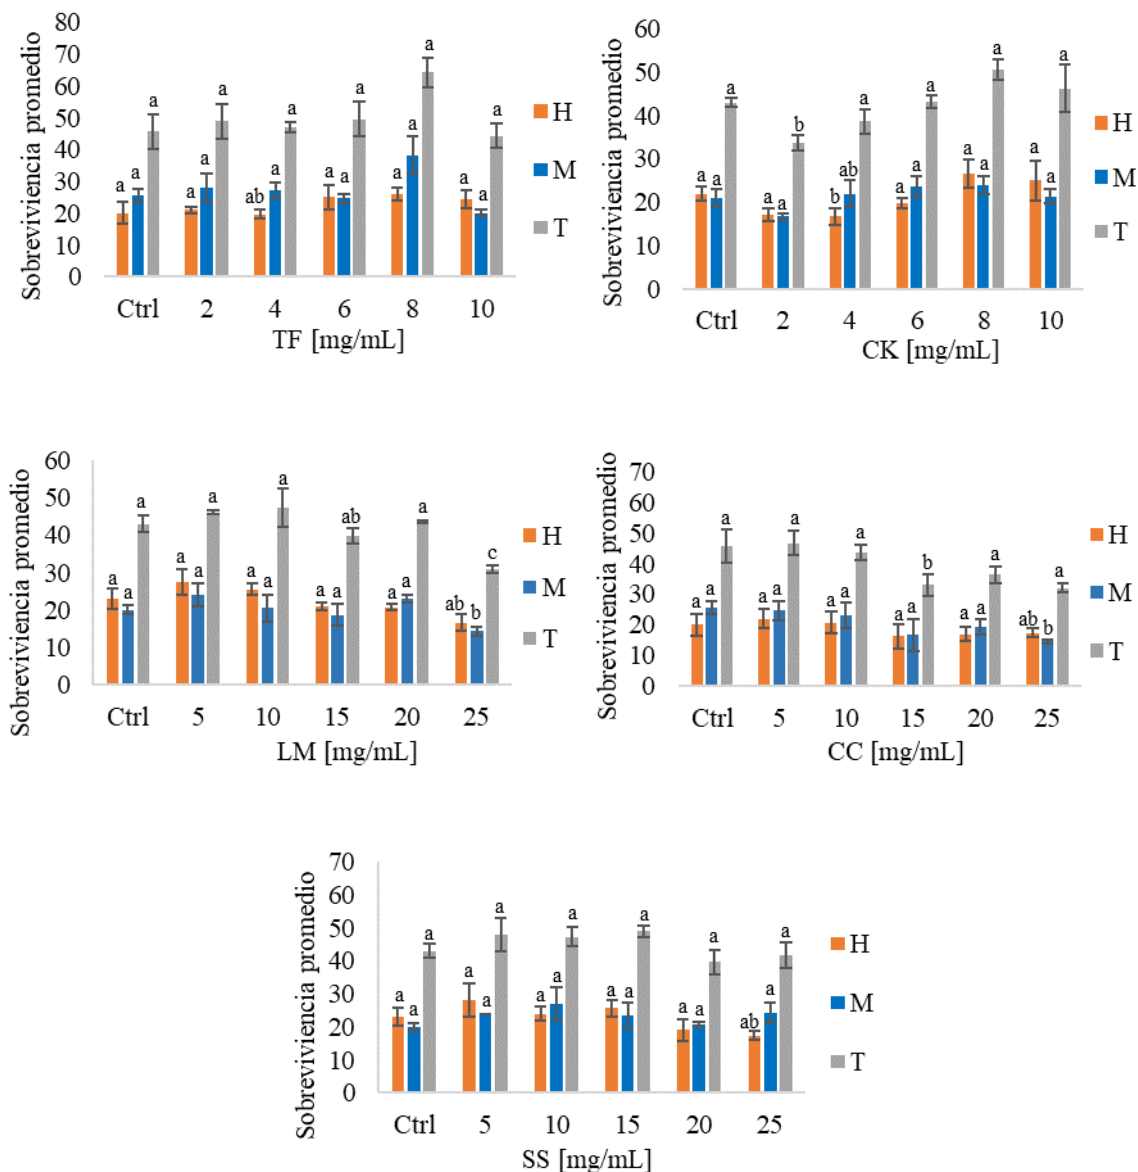 Sobreviviencia promedio
80
70
60
50
40
30
20
10
0
a a a
a a a
ab a a
a a a
a a a
a a a
Ctrl 2 4 6 8 10
TF [mg/mL]
H
M
T
Sobreviviencia promedio
60
50
40
30
20
10
0
a a a
a a b
b ab a
a a a
a a a
a a a
Ctrl 2 4 6 8 10
CK [mg/mL]
H
M
T
Sobreviviencia promedio
60
50
40
30
20
10
0
a a a
a a a
a a a
a a ab
a a a
ab b c
Ctrl 5 10 15 20 25
LM [mg/mL]
H
M
T
Sobreviviencia promedio
70
60
50
40
30
20
10
0
a a a
a a a
a a a
a a b
a a a
ab b a
Ctrl 5 10 15 20 25
CC [mg/mL]
H
M
T
Sobreviviencia promedio
70
60
50
40
30
20
10
0
a a a
a a a
a a a
a a a
a a a
ab a a
Ctrl 5 10 15 20 25
SS [mg/mL]
H
M
T